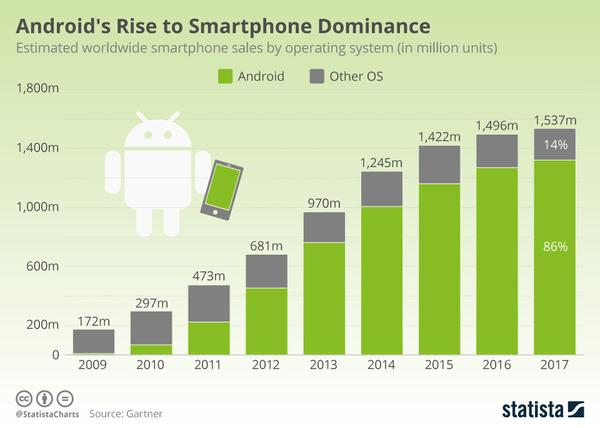 Android's Rise to Smartphone Dominance
Estimated worldwide smartphone sales by operating system (in million units)
Android Other OS
1,800m
1,400m
1,000m
600m
200m
0
172m
297m
473m
681m
970m
1,245m
1,422m
1,496m
1,537m
14%
86%
2009 2010 2011 2012 2013 2014 2015 2016 2017
cc
@StatistaCharts Source: Gartner
statista